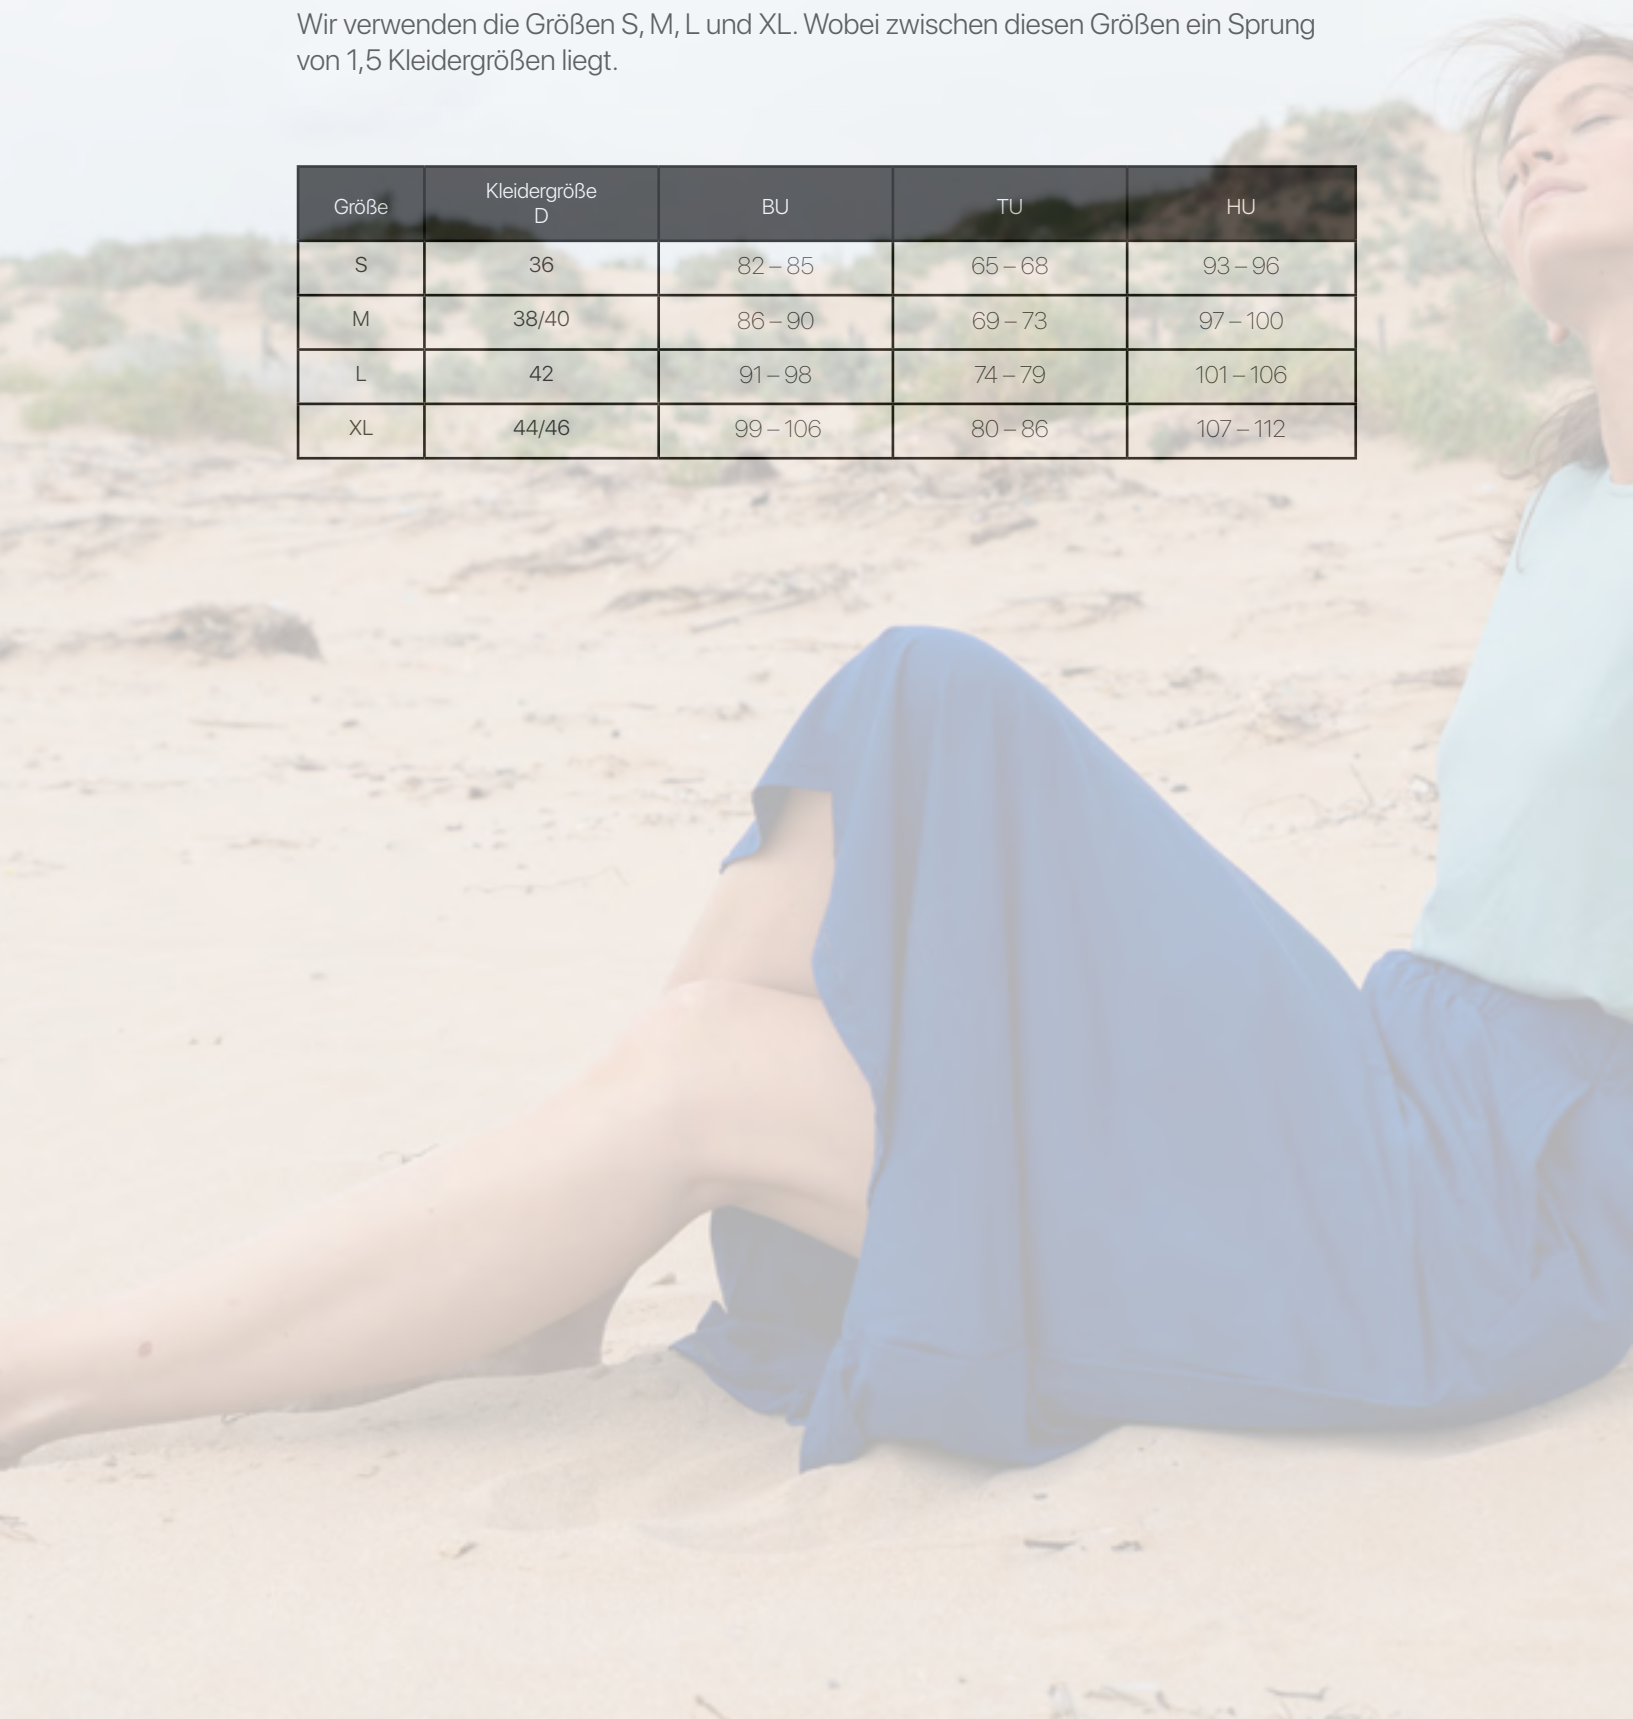 Wir verwenden die Größen S, M, L und XL. Wobei zwischen diesen Größen ein Sprung
von 1,5 Kleidergrößen liegt.
Größe Kleidergröße D BU TU HU
S 36 82 – 85 65 – 68 93 – 96
M 38/40 86 – 90 69 – 73 97 – 100
L 42 91 – 98 74 – 79 101 – 106
XL 44/46 99 – 106 80 – 86 107 – 112